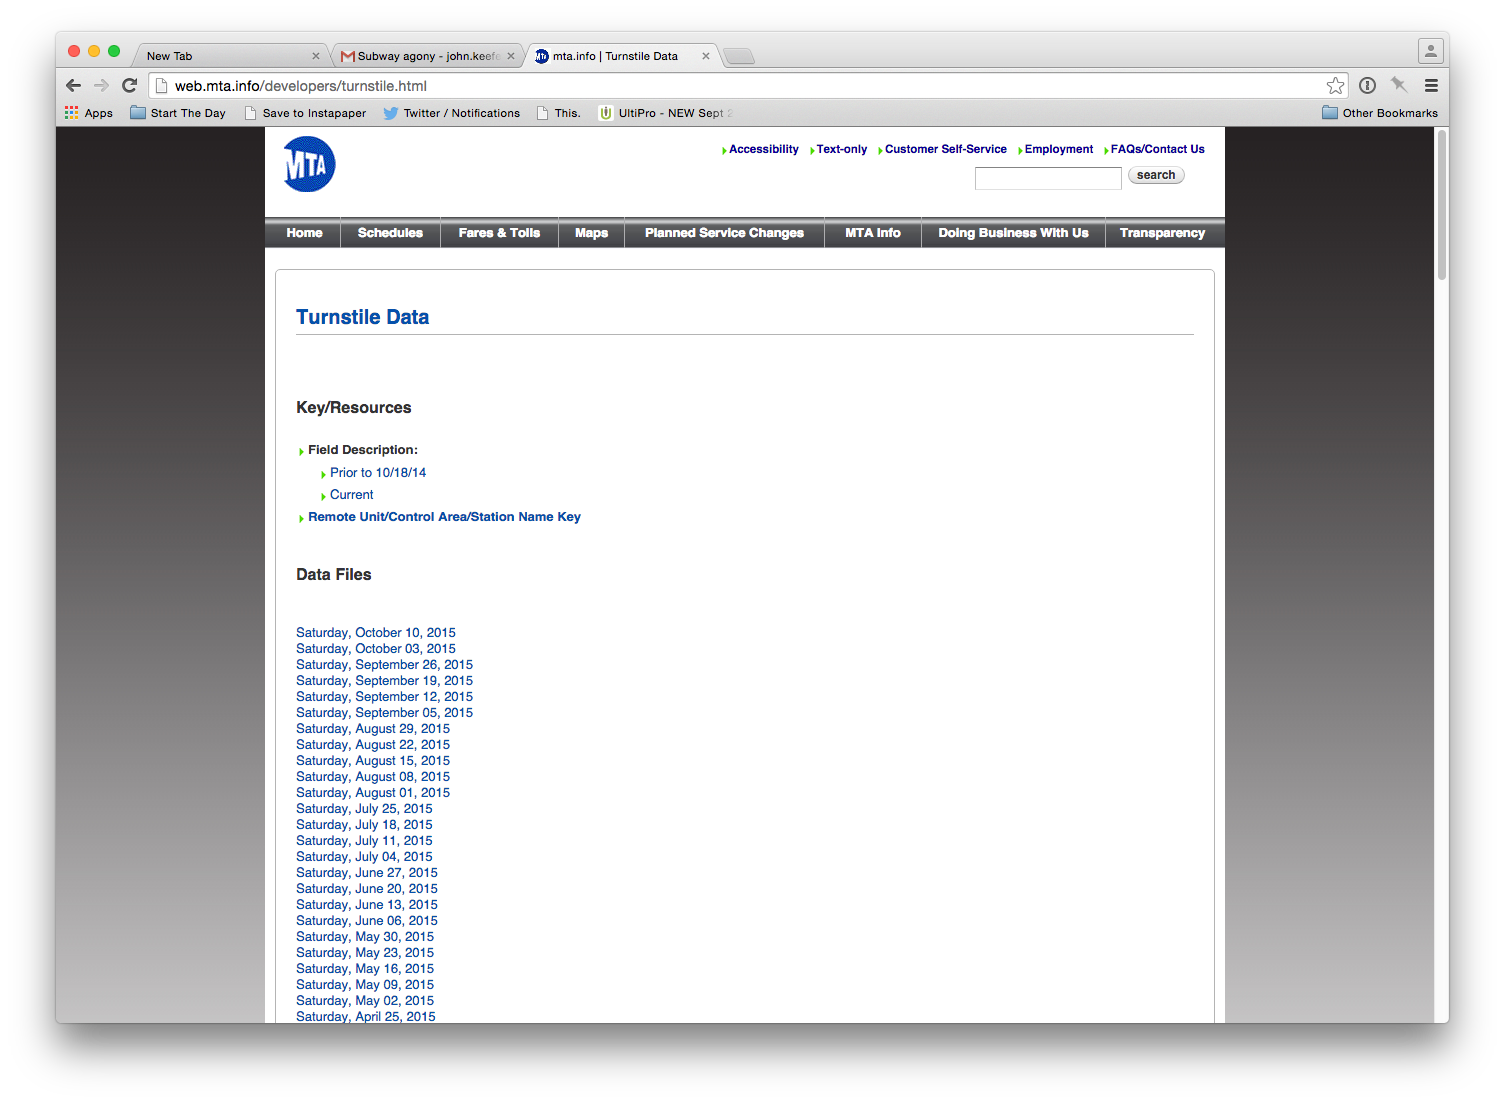 New Tab
Subway agony - john.keefe
mta.info | Turnstile Data
web.mta.info/developers/turnstile.html
Apps
Start The Day
Save to Instapaper
Twitter / Notifications
This.
UltiPro - NEW Sept 2
Other Bookmarks
MTA
Accessibility
Text-only
Customer Self-Service
Employment
FAQs/Contact Us
search
Home
Schedules
Fares & Tolls
Maps
Planned Service Changes
MTA Info
Doing Business With Us
Transparency
Turnstile Data
Key/Resources
Field Description:
Prior to 10/18/14
Current
Remote Unit/Control Area/Station Name Key
Data Files
Saturday, October 10, 2015
Saturday, October 03, 2015
Saturday, September 26, 2015
Saturday, September 19, 2015
Saturday, September 12, 2015
Saturday, September 05, 2015
Saturday, August 29, 2015
Saturday, August 22, 2015
Saturday, August 15, 2015
Saturday, August 08, 2015
Saturday, August 01, 2015
Saturday, July 25, 2015
Saturday, July 18, 2015
Saturday, July 11, 2015
Saturday, July 04, 2015
Saturday, June 27, 2015
Saturday, June 20, 2015
Saturday, June 13, 2015
Saturday, June 06, 2015
Saturday, May 30, 2015
Saturday, May 23, 2015
Saturday, May 16, 2015
Saturday, May 09, 2015
Saturday, May 02, 2015
Saturday, April 25, 2015